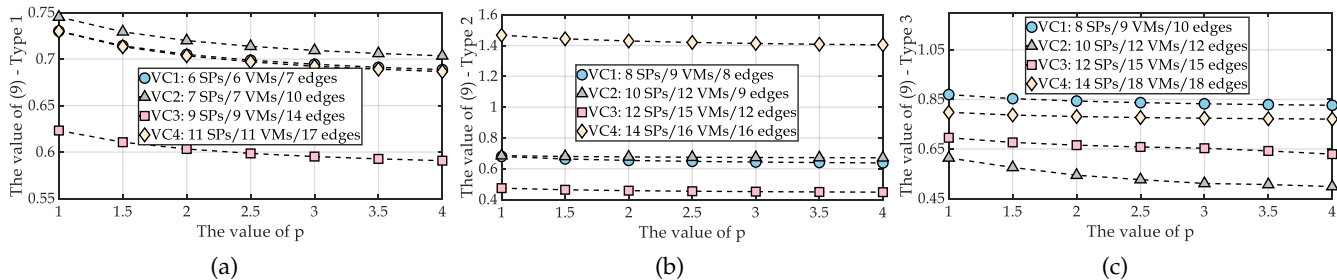 The value of (9) - Type 1
0.75
0.7
0.65
0.6
0.55
VC1: 6 SPs/6 VMs/7 edges
VC2: 7 SPs/7 VMs/10 edges
VC3: 9 SPs/9 VMs/14 edges
VC4: 11 SPs/11 VMs/17 edges
1 1.5 2 2.5 3 3.5 4
The value of p
(a)
The value of (9) - Type 2
1.6
1.4
1.2
1
0.8
0.6
0.4
VC1: 8 SPs/9 VMs/8 edges
VC2: 10 SPs/12 VMs/9 edges
VC3: 12 SPs/15 VMs/12 edges
VC4: 14 SPs/16 VMs/16 edges
1 1.5 2 2.5 3 3.5 4
The value of p
(b)
The value of (9) - Type 3
1.05
0.85
0.65
0.45
VC1: 8 SPs/9 VMs/10 edges
VC2: 10 SPs/12 VMs/12 edges
VC3: 12 SPs/15 VMs/15 edges
VC4: 14 SPs/18 VMs/18 edges
1 1.5 2 2.5 3 3.5 4
The value of p
(c)